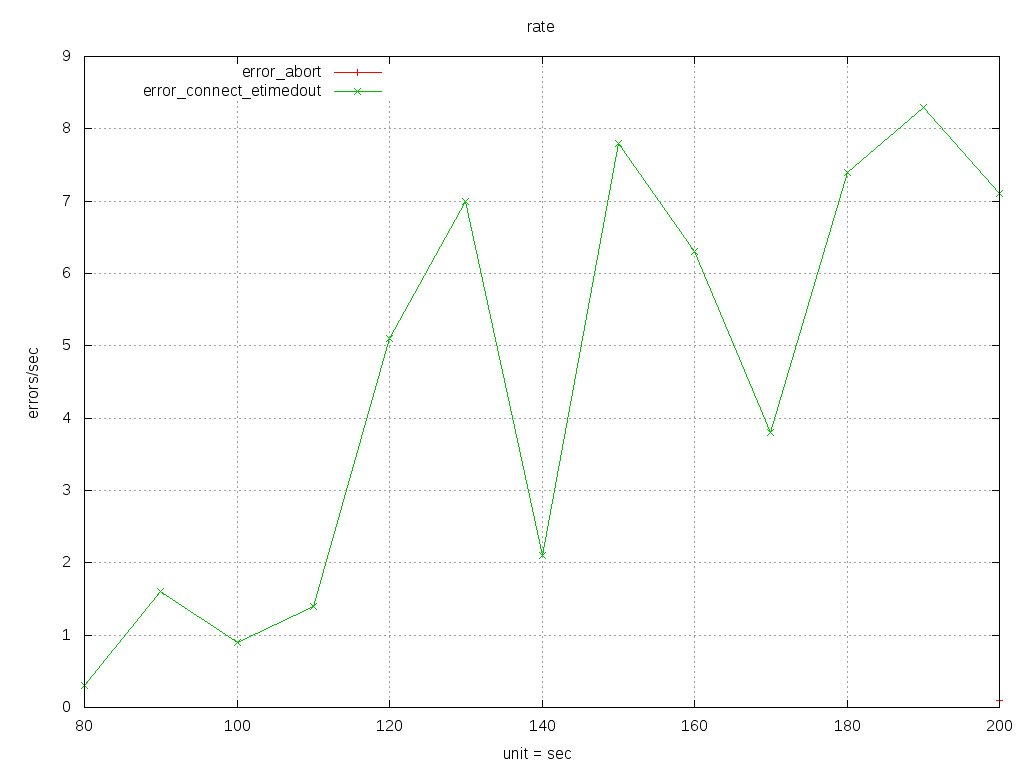 rate
9
error_abort
error_connect_etimedout
8
7
6
5
errors/sec
4
3
2
1
0
80 100 120 140 160 180 200
unit = sec